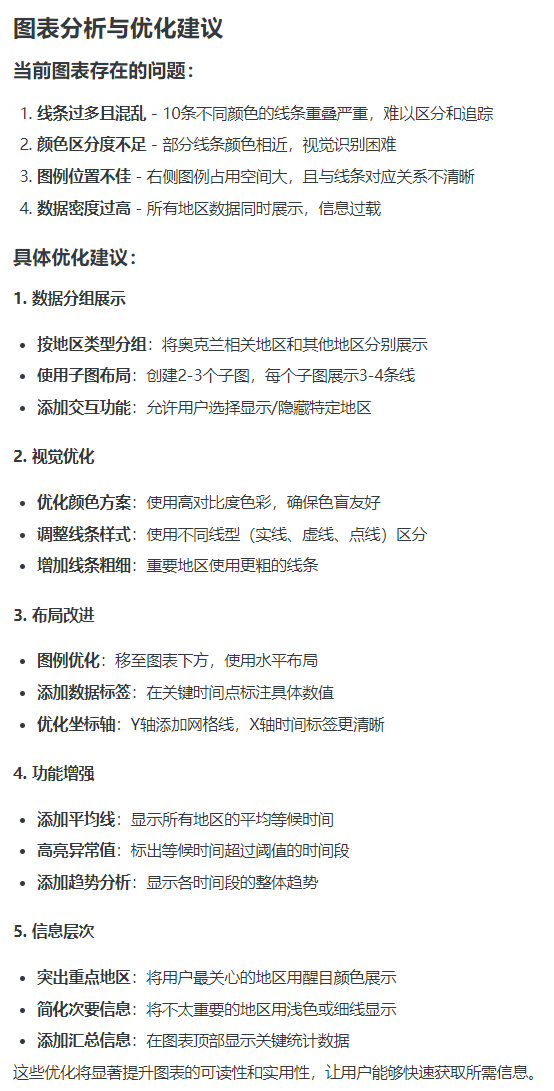 图表分析与优化建议
当前图表存在的问题：
1. 线条过多且混乱 - 10条不同颜色的线条重叠严重，难以区分和追踪
2. 颜色区分度不足 - 部分线条颜色相近，视觉识别困难
3. 图例位置不佳 - 右侧图例占用空间大，且与线条对应关系不清晰
4. 数据密度过高 - 所有地区数据同时展示，信息过载
具体优化建议：
1. 数据分组展示
• 按地区类型分组：将奥克兰相关地区和其他地区分别展示
• 使用子图布局：创建2-3个子图，每个子图展示3-4条线
• 添加交互功能：允许用户选择显示/隐藏特定地区
2. 视觉优化
• 优化颜色方案：使用高对比度色彩，确保色盲友好
• 调整线条样式：使用不同线型（实线、虚线、点线）区分
• 增加线条粗细：重要地区使用更粗的线条
3. 布局改进
• 图例优化：移至图表下方，使用水平布局
• 添加数据标签：在关键时间点标注具体数值
• 优化坐标轴：Y轴添加网格线，X轴时间标签更清晰
4. 功能增强
• 添加平均线：显示所有地区的平均等候时间
• 高亮异常值：标出等候时间超过阈值的时间段
• 添加趋势分析：显示各时间段的整体趋势
5. 信息层次
• 突出重点地区：将用户最关心的地区用醒目颜色展示
• 简化次要信息：将不太重要的地区用浅色或细线显示
• 添加汇总信息：在图表顶部显示关键统计数据
这些优化将显著提升图表的可读性和实用性，让用户能够快速获取所需信息。